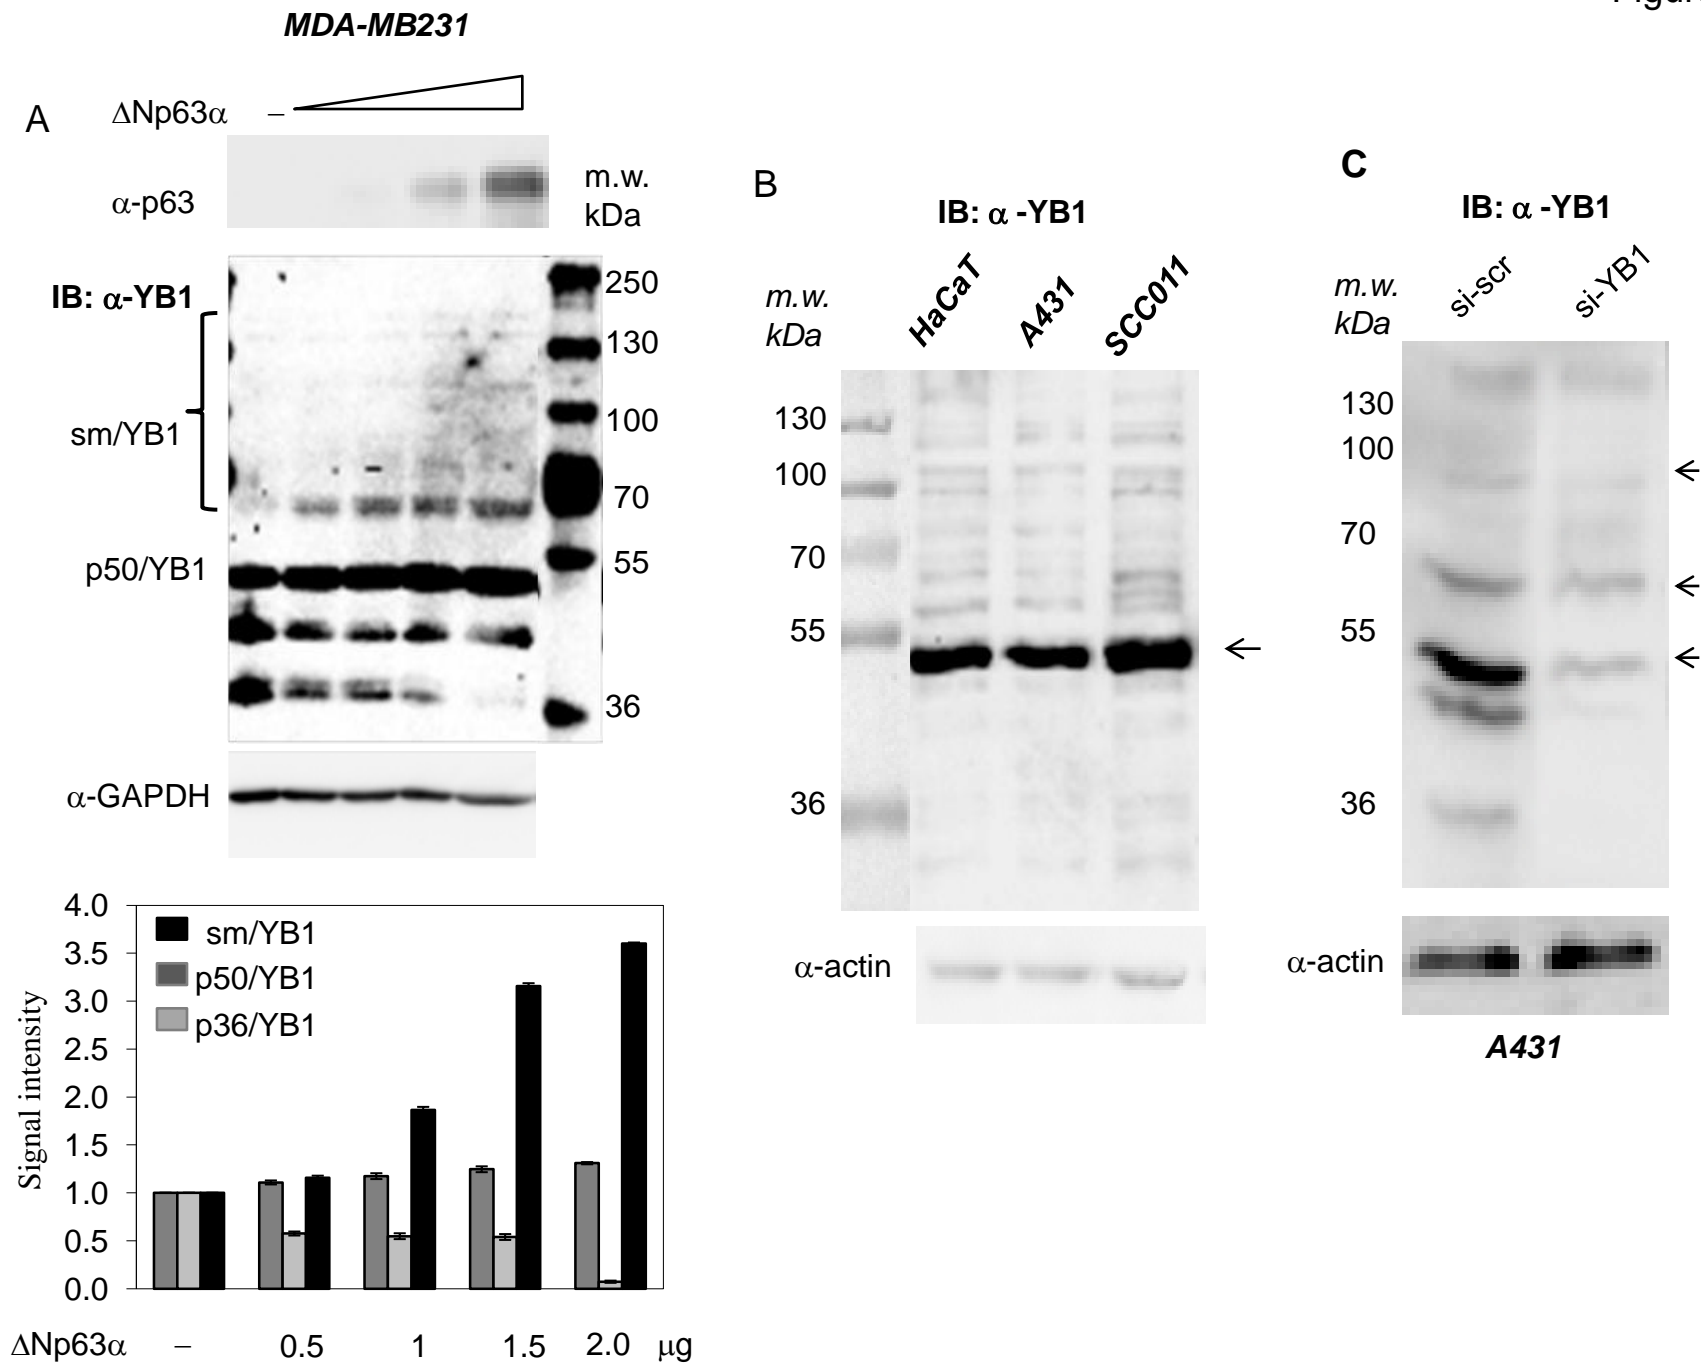 Figur
MDA-MB231
A
ΔNp63α –
α-p63
m.w.
kDa
IB: α-YB1
sm/YB1
p50/YB1
250
130
100
70
55
36
α-GAPDH
4.0
3.5
3.0
2.5
2.0
1.5
1.0
0.5
0.0
Signal intensity
sm/YB1
p50/YB1
p36/YB1
ΔNp63α – 0.5 1 1.5 2.0 μg
B
IB: α -YB1
m.w.
kDa
HaCaT
A431
SCC011
130
100
70
55
36
α-actin
C
IB: α -YB1
m.w.
kDa
si-scr
si-YB1
130
100
70
55
36
α-actin
A431